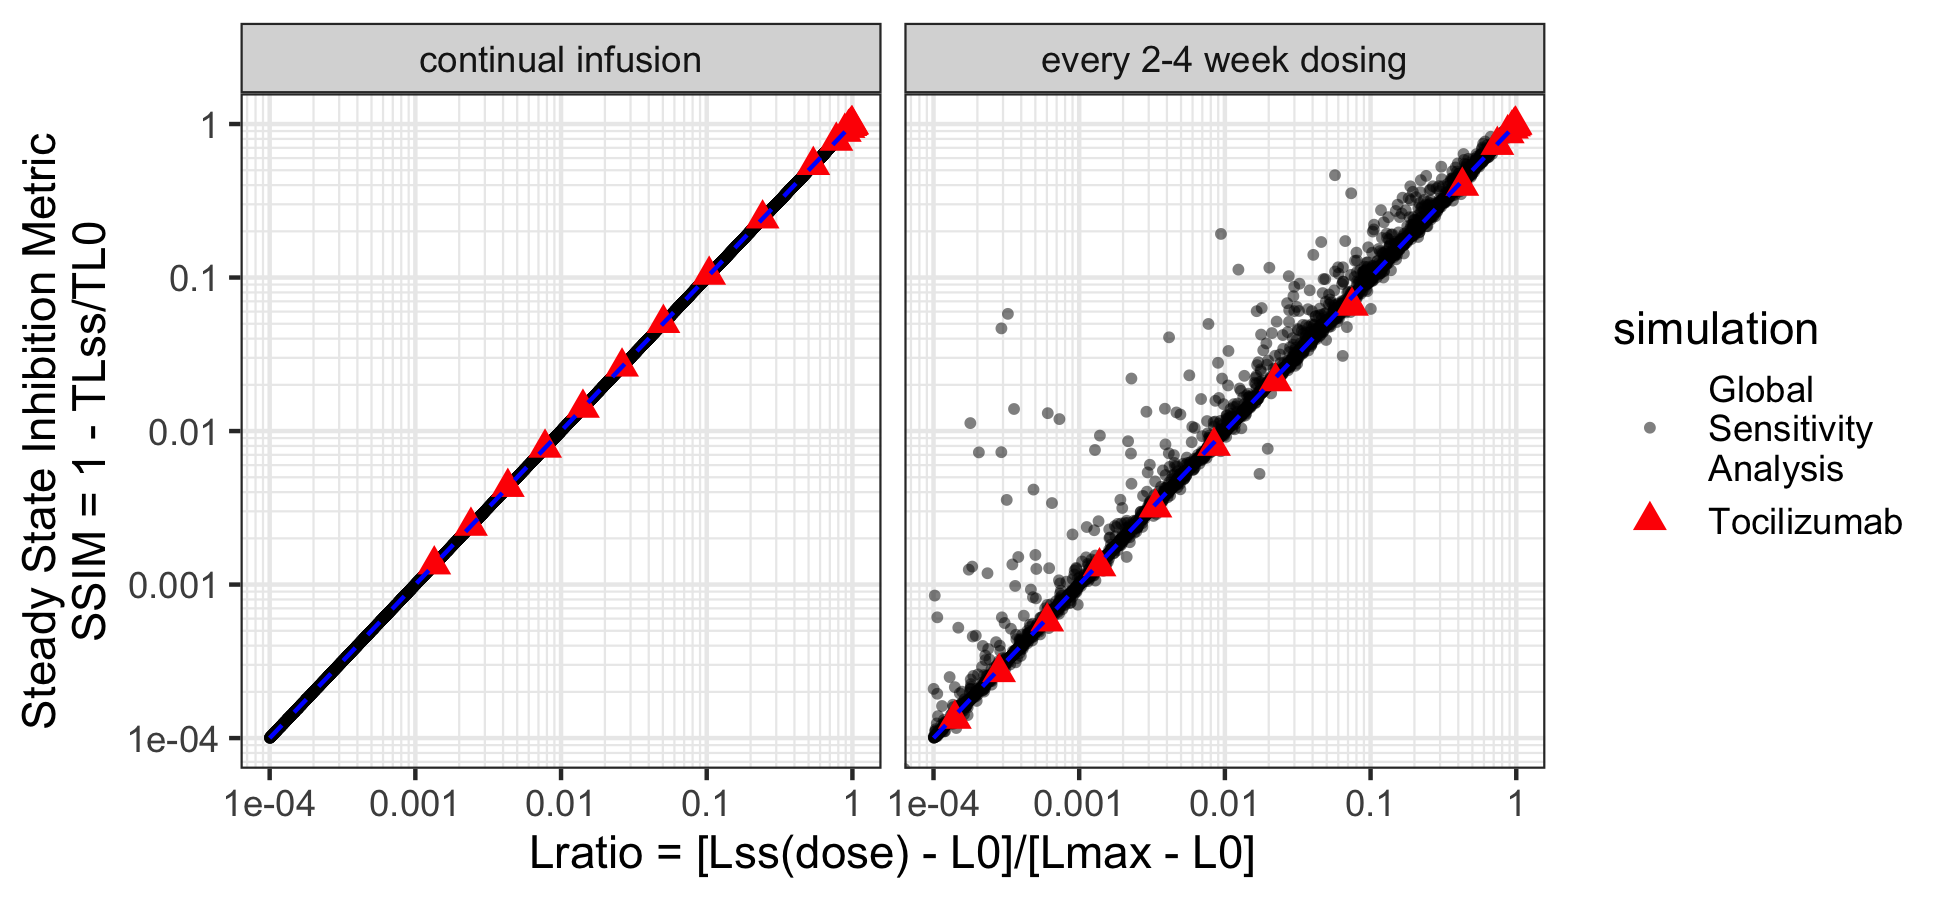 continual infusion
every 2-4 week dosing
Steady State Inhibition Metric
SSIM = 1 - TLss/TL0
1
0.1
0.01
0.001
1e-04
1e-04 0.001 0.01 0.1 1
1e-04 0.001 0.01 0.1 1
Lratio = [Lss(dose) - L0]/[Lmax - L0]
simulation
Global
Sensitivity
Analysis
Tocilizumab